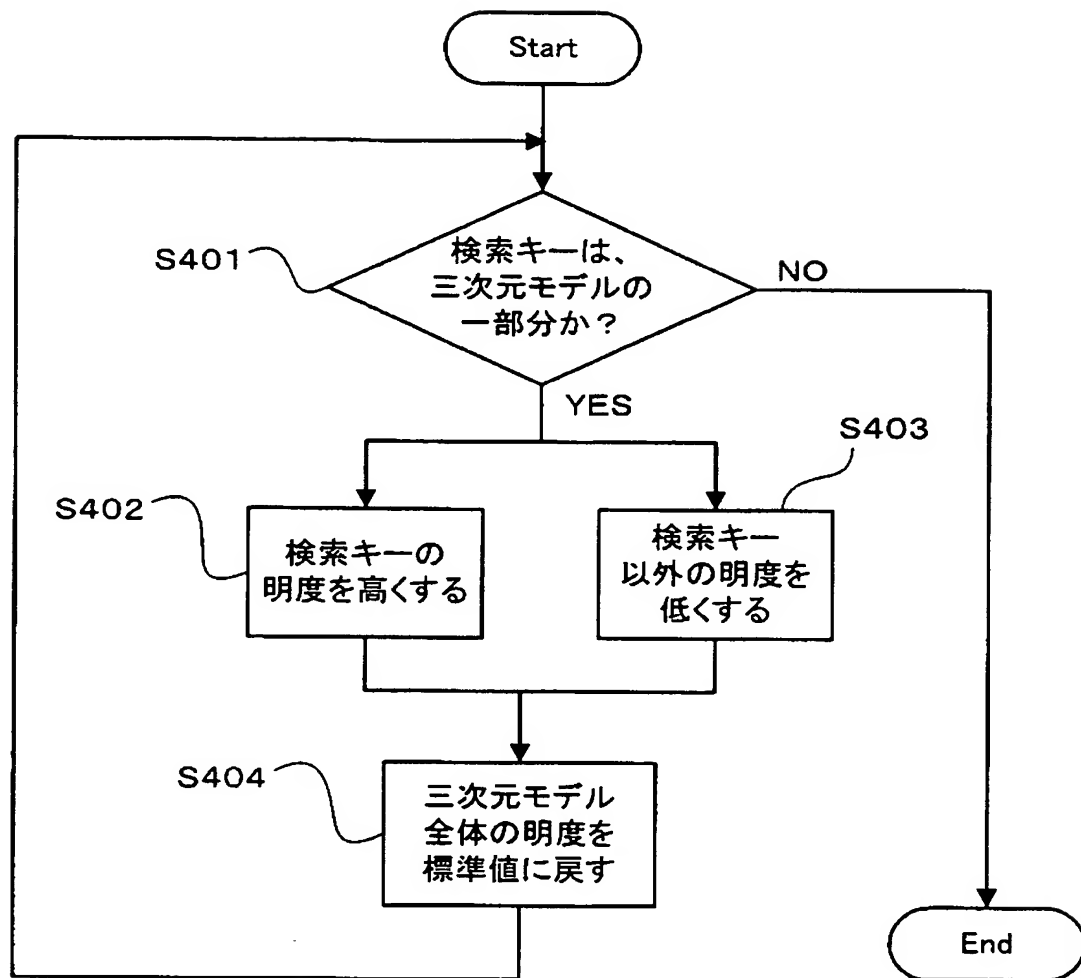 Start
S401
検索キーは、
三次元モデルの
一部分か？
NO
YES
S403
S402
検索キーの
明度を高くする
検索キー
以外の明度を
低くする
S404
三次元モデル
全体の明度を
標準値に戻す
End